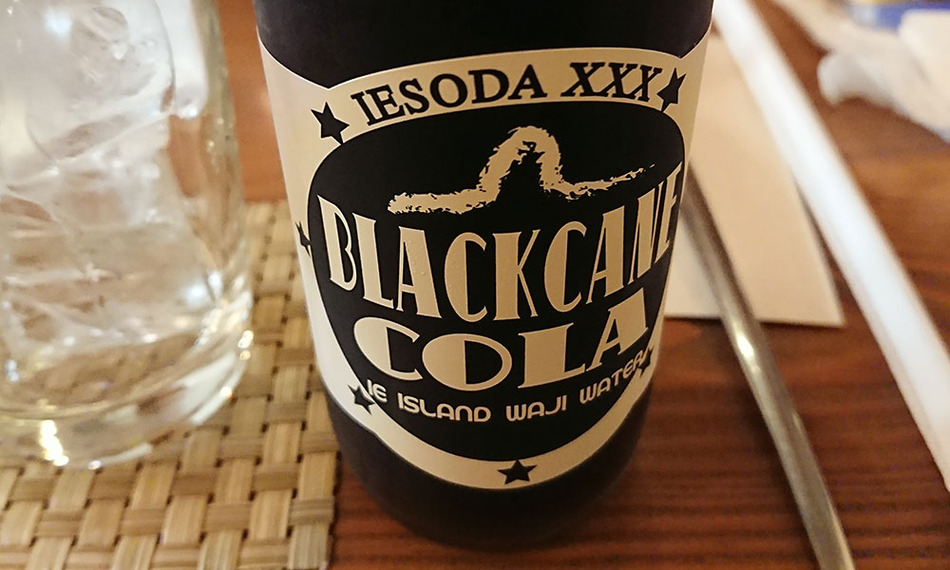 IESODA XXX
BLACKCANE
COLA
IE ISLAND WAJI WATER